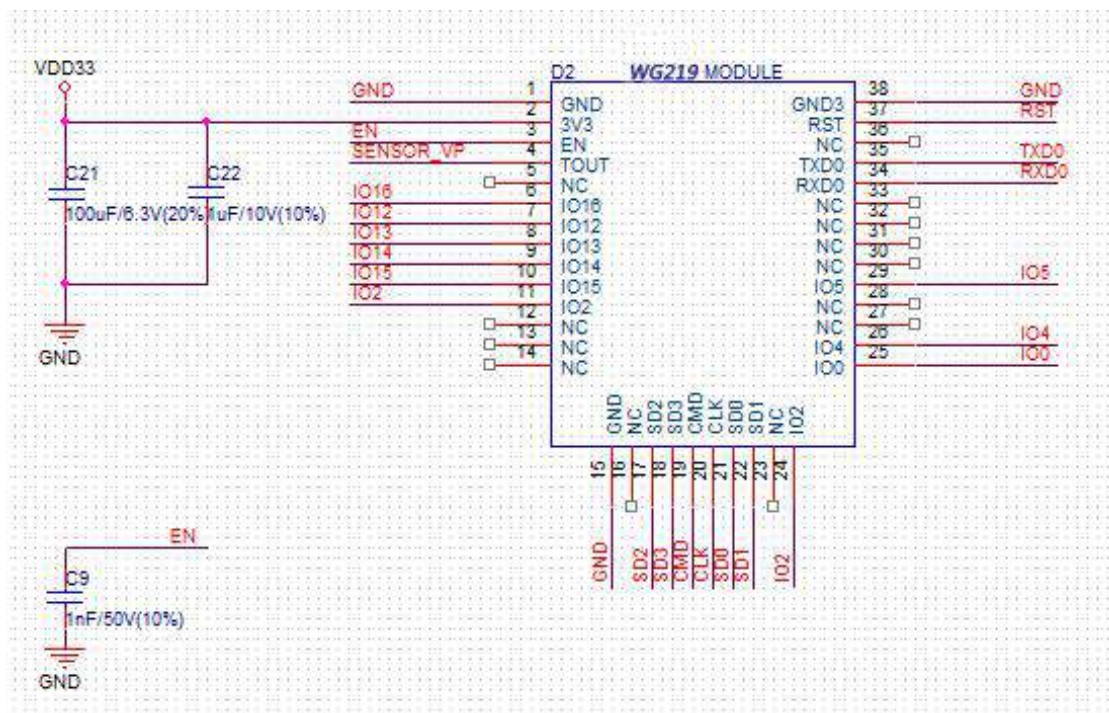 VDD33
D2 WG219 MODULE
GND 1 GND GND3 38 GND
2 3V3 RST 37 RST
EN 3 EN NC 36
SENSOR_VP 4 TOUT TXD0 35 TXD0
5 NC RXD0 34 RXD0
IO16 6 IO16 NC 33
IO12 7 IO12 NC 32
IO13 8 IO13 NC 31
IO14 9 IO14 NC 30
IO15 10 IO15 IO5 29 IO5
IO2 11 IO2 NC 28
12 NC NC 27
13 NC IO4 26 IO4
14 NC IO0 25 IO0
C21
100uF/6.3V(20%)
C22
1uF/10V(10%)
GND
GND NC SD2 SD3 CMD CLK SD0 SD1 NC IO2
15 16 17 18 19 20 21 22 23 24
GND SD2 SD3 CMD CLK SD0 SD1 IO2
EN
C9
1nF/50V(10%)
GND